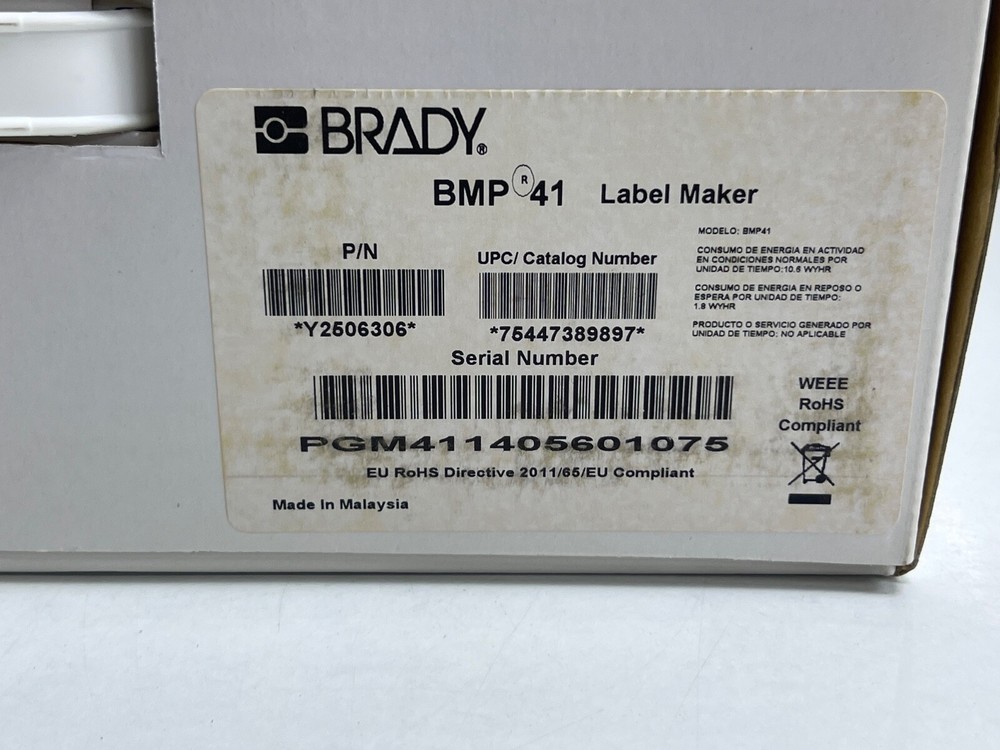 BRADY®
BMP®41 Label Maker
MODELO: BMP41
CONSUMO DE ENERGIA EN ACTIVIDAD
EN CONDICIONES NORMALES POR
UNIDAD DE TIEMPO:10.6 WYHR
CONSUMO DE ENERGIA EN REPOSO O
ESPERA POR UNIDAD DE TIEMPO:
1.8 WYHR
PRODUCTO O SERVICIO GENERADO POR
UNIDAD DE TIEMPO: NO APLICABLE
P/N
*Y2506306*
UPC/ Catalog Number
*75447389897*
Serial Number
PGM411405601075
EU RoHS Directive 2011/65/EU Compliant
WEEE
RoHS
Compliant
Made In Malaysia